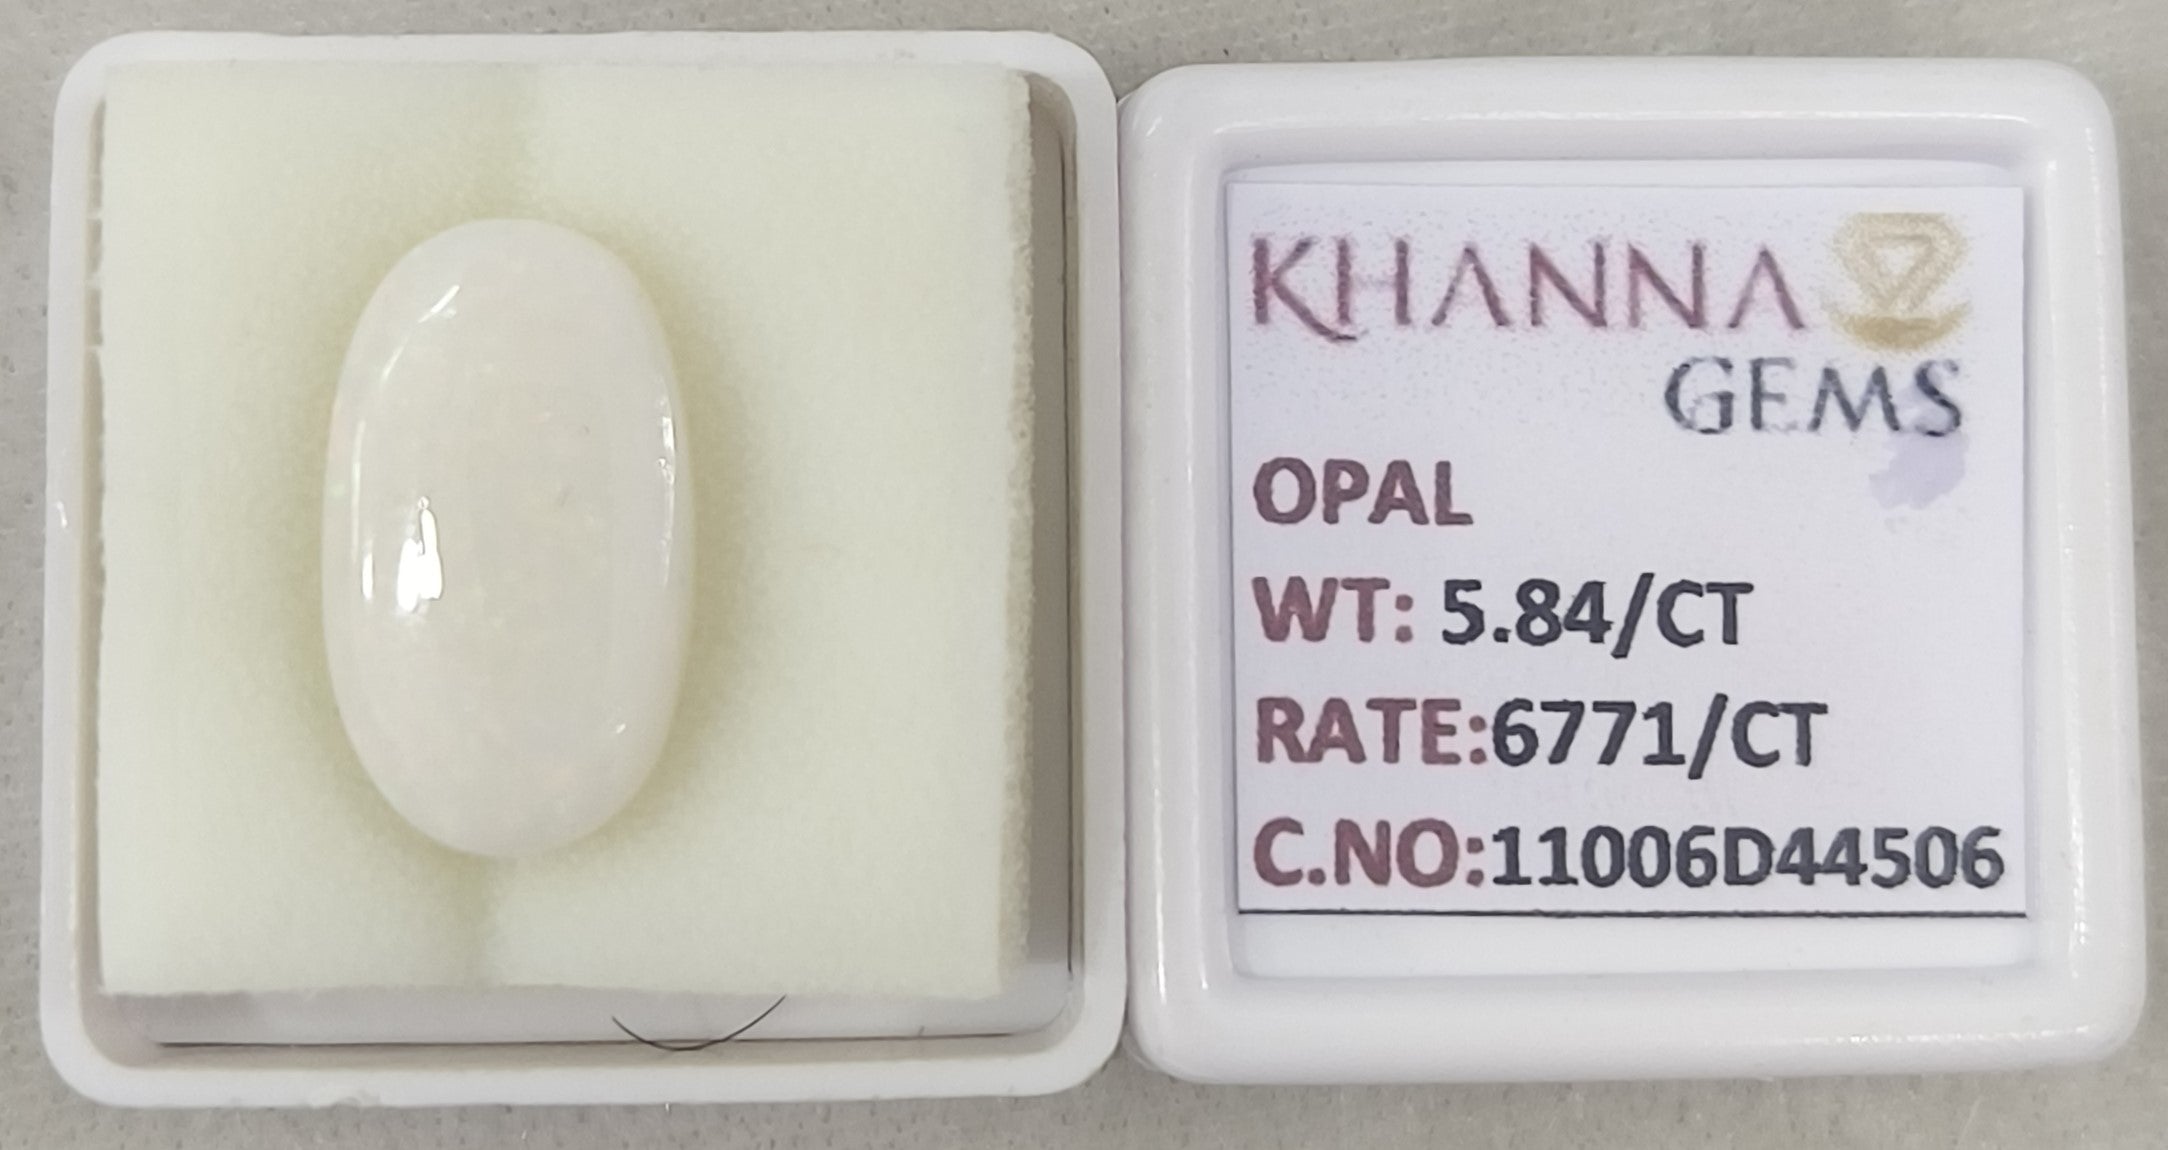 KHANNA
GEMS
OPAL
WT: 5.84/CT
RATE:6771/CT
C.NO:11006D44506